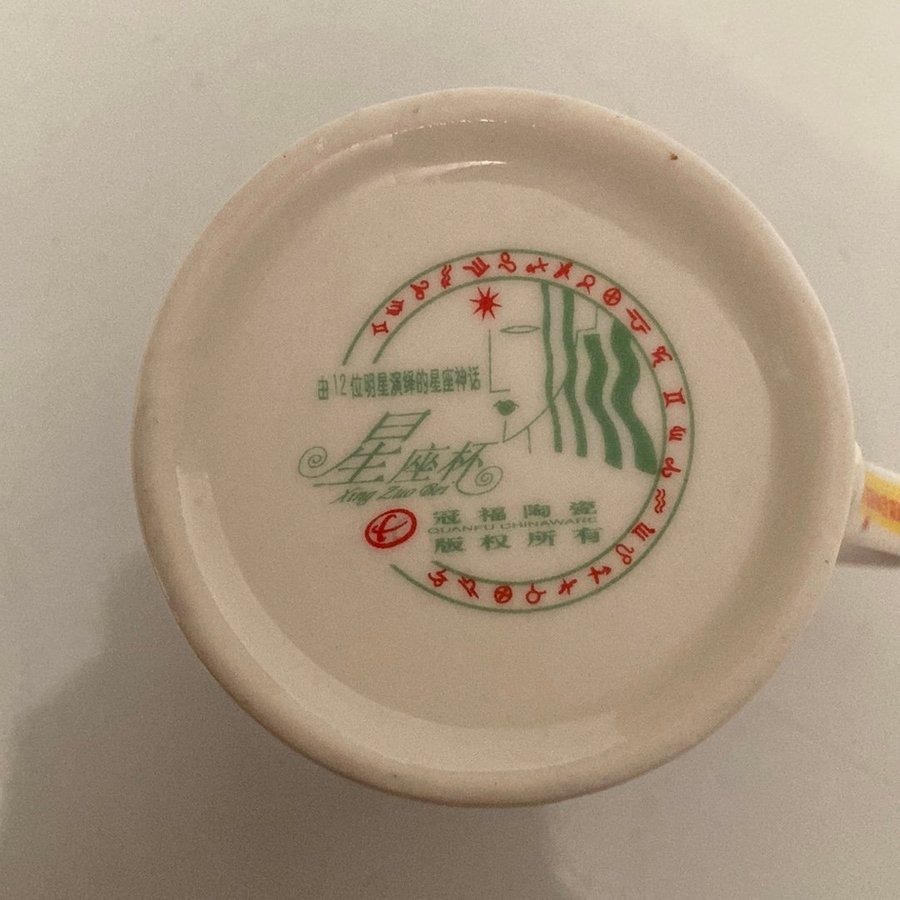 由12位明星演绎的星座神话
星座杯
Xing Zuo Bei
冠福陶瓷
GUANFU CHINAWARE
版权所有